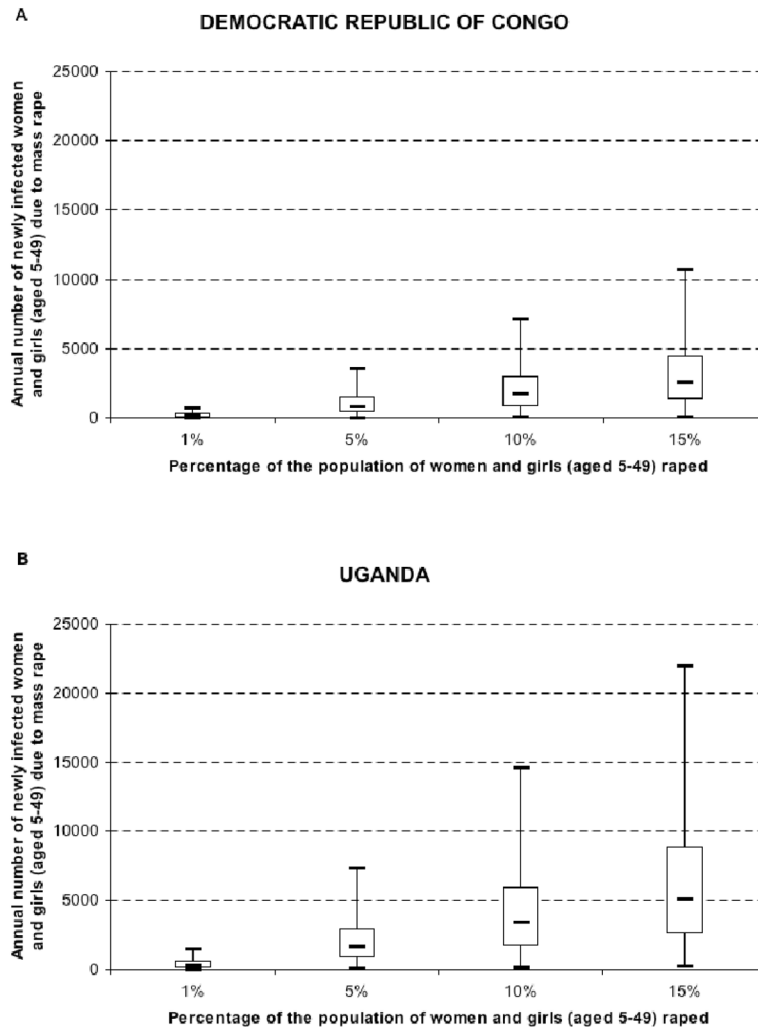 A
DEMOCRATIC REPUBLIC OF CONGO
Annual number of newly infected women
and girls (aged 5-49) due to mass rape
25000
20000
15000
10000
5000
0
1%
5%
10%
15%
Percentage of the population of women and girls (aged 5-49) raped
B
UGANDA
Annual number of newly infected women
and girls (aged 5-49) due to mass rape
25000
20000
15000
10000
5000
0
1%
5%
10%
15%
Percentage of the population of women and girls (aged 5-49) raped